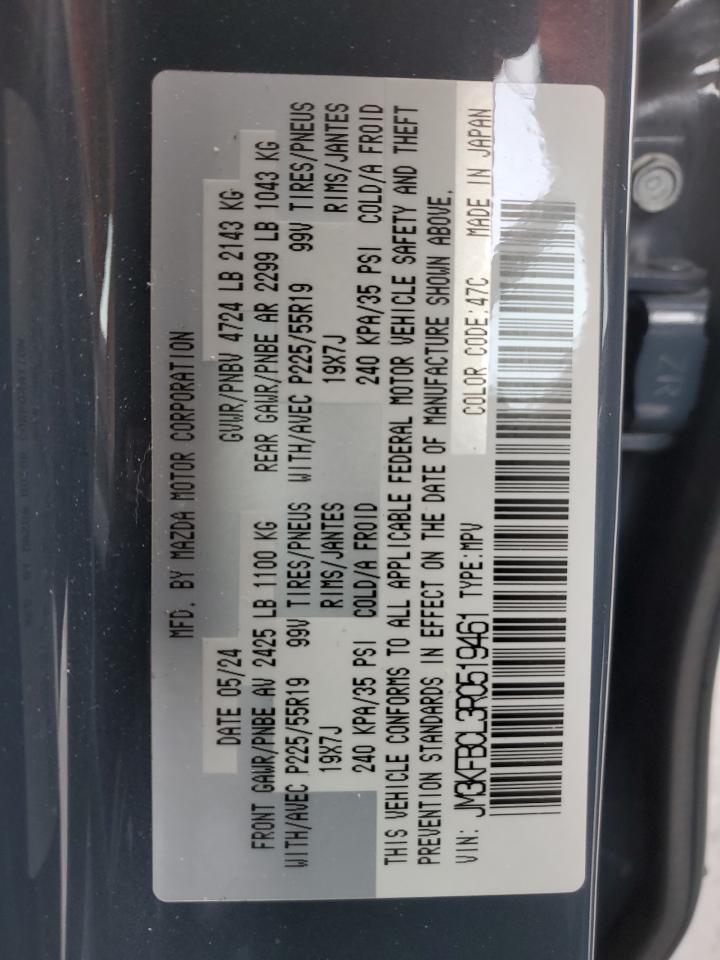 MFD. BY MAZDA MOTOR CORPORATION
DATE 05/24 GVWR/PNBV 4724 LB 2143 KG
FRONT GAWR/PNBE AV 2425 LB 1100 KG REAR GAWR/PNBE AR 2299 LB 1043 KG
WITH/AVEC P225/55R19 99V TIRES/PNEUS WITH/AVEC P225/55R19 99V TIRES/PNEUS
19X7J RIMS/JANTES 19X7J RIMS/JANTES
240 KPA/35 PSI COLD/A FROID 240 KPA/35 PSI COLD/A FROID
THIS VEHICLE CONFORMS TO ALL APPLICABLE FEDERAL MOTOR VEHICLE SAFETY AND THEFT
PREVENTION STANDARDS IN EFFECT ON THE DATE OF MANUFACTURE SHOWN ABOVE.
VIN: JM3KFBCL3R0519461 TYPE:MPV COLOR CODE:47C MADE IN JAPAN
ZR